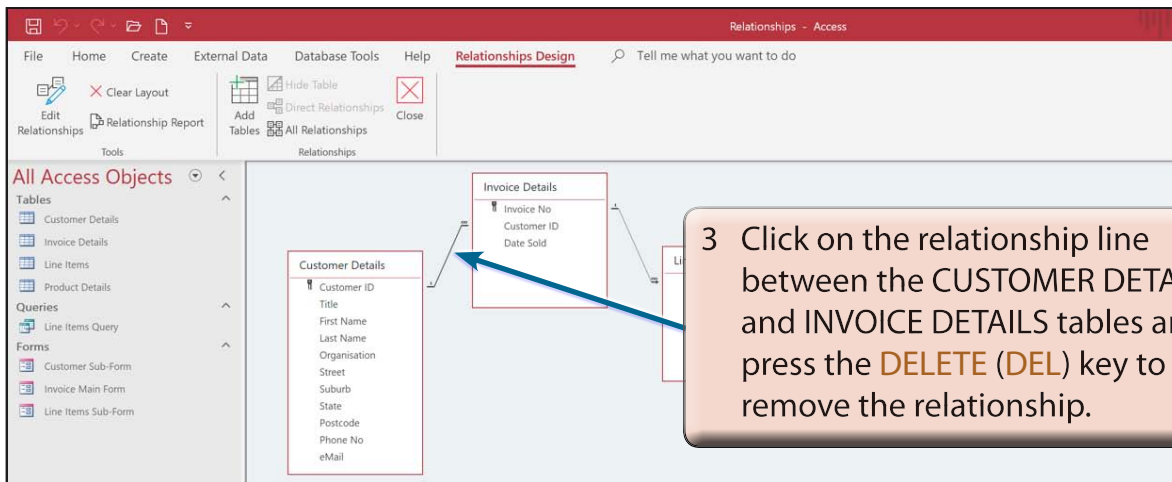 Relationships - Access
File Home Create External Data Database Tools Help Relationships Design Tell me what you want to do
Edit Relationships
Clear Layout
Relationship Report
Tools
Add Tables
Hide Table
Direct Relationships
All Relationships
Close
Relationships
All Access Objects
Tables
Customer Details
Invoice Details
Line Items
Product Details
Queries
Line Items Query
Forms
Customer Sub-Form
Invoice Main Form
Line Items Sub-Form
Customer Details
Customer ID
Title
First Name
Last Name
Organisation
Street
Suburb
State
Postcode
Phone No
eMail
Invoice Details
Invoice No
Customer ID
Date Sold
3 Click on the relationship line
between the CUSTOMER
and INVOICE DETAILS tables
press the DELETE (DEL) key to
remove the relationship.